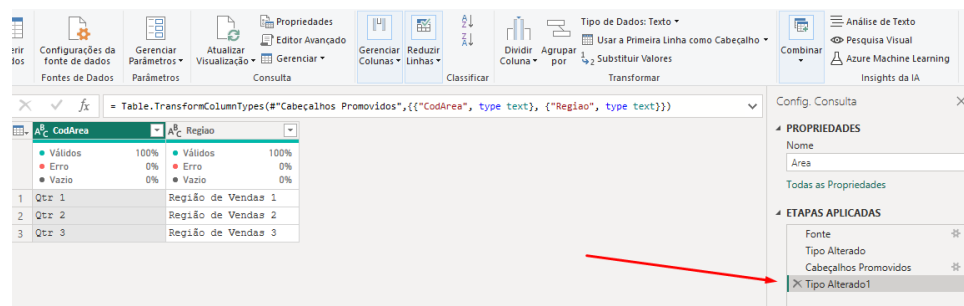 erir
dos
Configurações da
fonte de dados
Fontes de Dados
Gerenciar
Parâmetros
Parâmetros
Atualizar
Visualização
Propriedades
Editor Avançado
Gerenciar
Consulta
Gerenciar
Colunas
Reduzir
Linhas
A
Z
Z
A
Classificar
Dividir
Coluna
Agrupar
por
Tipo de Dados: Texto
Usar a Primeira Linha como Cabeçalho
1
2
Substituir Valores
Transformar
Combinar
Análise de Texto
Pesquisa Visual
Azure Machine Learning
Insights da IA
fx = Table.TransformColumnTypes(#"Cabeçalhos Promovidos",{{"CodArea", type text}, {"Regiao", type text}})
ABC CodArea ABC Regiao
Válidos 100% Válidos 100%
Erro 0% Erro 0%
Vazio 0% Vazio 0%
1 Qtr 1 Região de Vendas 1
2 Qtr 2 Região de Vendas 2
3 Qtr 3 Região de Vendas 3
Config. Consulta
PROPRIEDADES
Nome
Area
Todas as Propriedades
ETAPAS APLICADAS
Fonte
Tipo Alterado
Cabeçalhos Promovidos
Tipo Alterado1